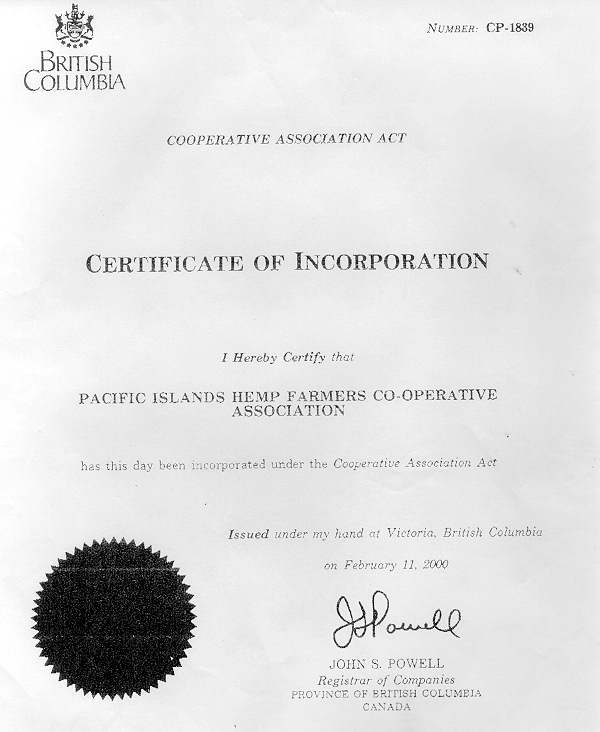 BRITISH
COLUMBIA
NUMBER: CP-1839
COOPERATIVE ASSOCIATION ACT
CERTIFICATE OF INCORPORATION
I Hereby Certify that
PACIFIC ISLANDS HEMP FARMERS CO-OPERATIVE
ASSOCIATION
has this day been incorporated under the Cooperative Association Act
Issued under my hand at Victoria, British Columbia
on February 11, 2000
JSPowell
JOHN S. POWELL
Registrar of Companies
PROVINCE OF BRITISH COLUMBIA
CANADA